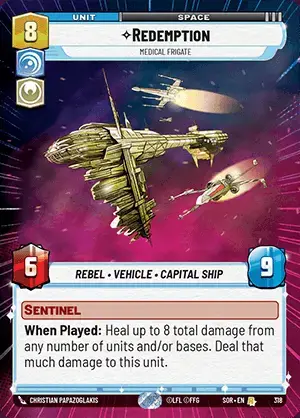 UNIT SPACE
8
✧REDEMPTION
MEDICAL FRIGATE
6
9
REBEL • VEHICLE • CAPITAL SHIP
SENTINEL
When Played: Heal up to 8 total damage from
any number of units and/or bases. Deal that
much damage to this unit.
CHRISTIAN PAPAZOGLAKIS ©LFL ©FFG SOR • EN 318